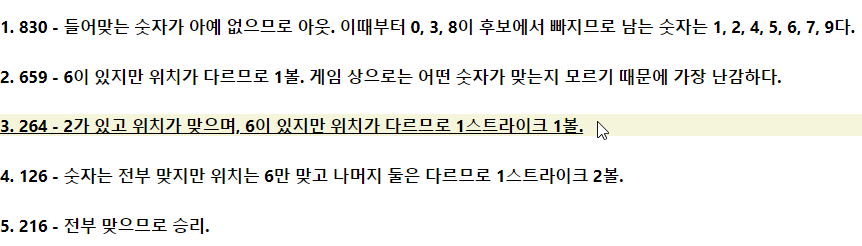 1. 830 - 들어맞는 숫자가 아예 없으므로 아웃. 이때부터 0, 3, 8이 후보에서 빠지므로 남는 숫자는 1, 2, 4, 5, 6, 7, 9다.
2. 659 - 6이 있지만 위치가 다르므로 1볼. 게임 상으로는 어떤 숫자가 맞는지 모르기 때문에 가장 난감하다.
3. 264 - 2가 있고 위치가 맞으며, 6이 있지만 위치가 다르므로 1스트라이크 1볼.
4. 126 - 숫자는 전부 맞지만 위치는 6만 맞고 나머지 둘은 다르므로 1스트라이크 2볼.
5. 216 - 전부 맞으므로 승리.